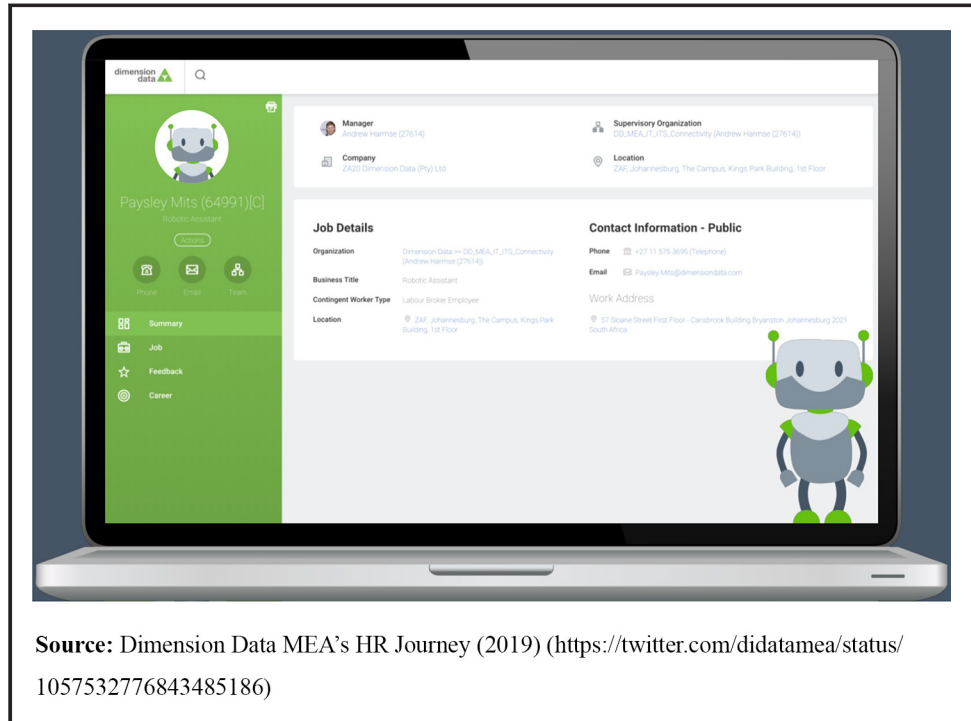 dimension
data
Paysley Mits (64991)[C]
Robotic Assistant
Actions
Phone Email Team
Summary
Job
Feedback
Career
Manager
Andrew Harmse (27614)
Company
ZA20 Dimension Data (Pty) Ltd
Supervisory Organization
DD_MEA_IT_ITS_Connectivity (Andrew Harmse (27614))
Location
ZAF, Johannesburg, The Campus, Kings Park Building, 1st Floor
Job Details
Organization Dimension Data >> DD_MEA_IT_ITS_Connectivity
(Andrew Harmse (27614))
Business Title Robotic Assistant
Contingent Worker Type Labour Broker Employee
Location ZAF, Johannesburg, The Campus, Kings Park
Building, 1st Floor
Contact Information - Public
Phone +27 11 575 3695 (Telephone)
Email Paysley.Mits@dimensiondata.com
Work Address
57 Sloane Street First Floor - Cansbrook Building Bryanston Johannesburg 2021
South Africa
Source: Dimension Data MEA's HR Journey (2019) (https://twitter.com/didatamea/status/
1057532776843485186)